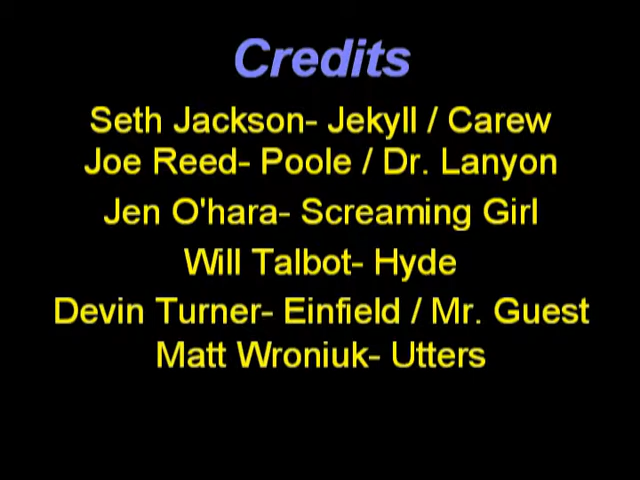 Credits
Seth Jackson- Jekyll / Carew
Joe Reed- Poole / Dr. Lanyon
Jen O'hara- Screaming Girl
Will Talbot- Hyde
Devin Turner- Einfield / Mr. Guest
Matt Wroniuk- Utters